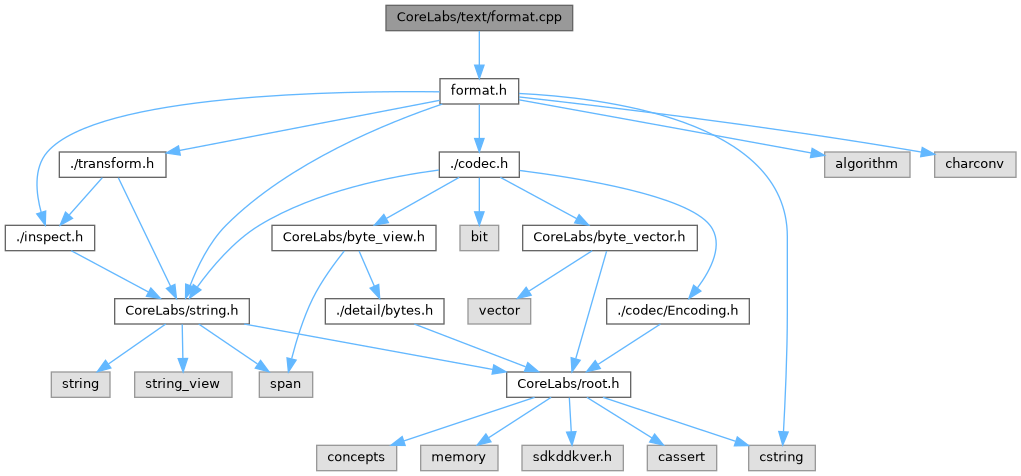 CoreLabs/text/format.cpp
format.h
./transform.h
./codec.h
algorithm
charconv
./inspect.h
CoreLabs/byte_view.h
bit
CoreLabs/byte_vector.h
CoreLabs/string.h
./detail/bytes.h
vector
./codec/Encoding.h
string
string_view
span
CoreLabs/root.h
concepts
memory
sdkddkver.h
cassert
cstring